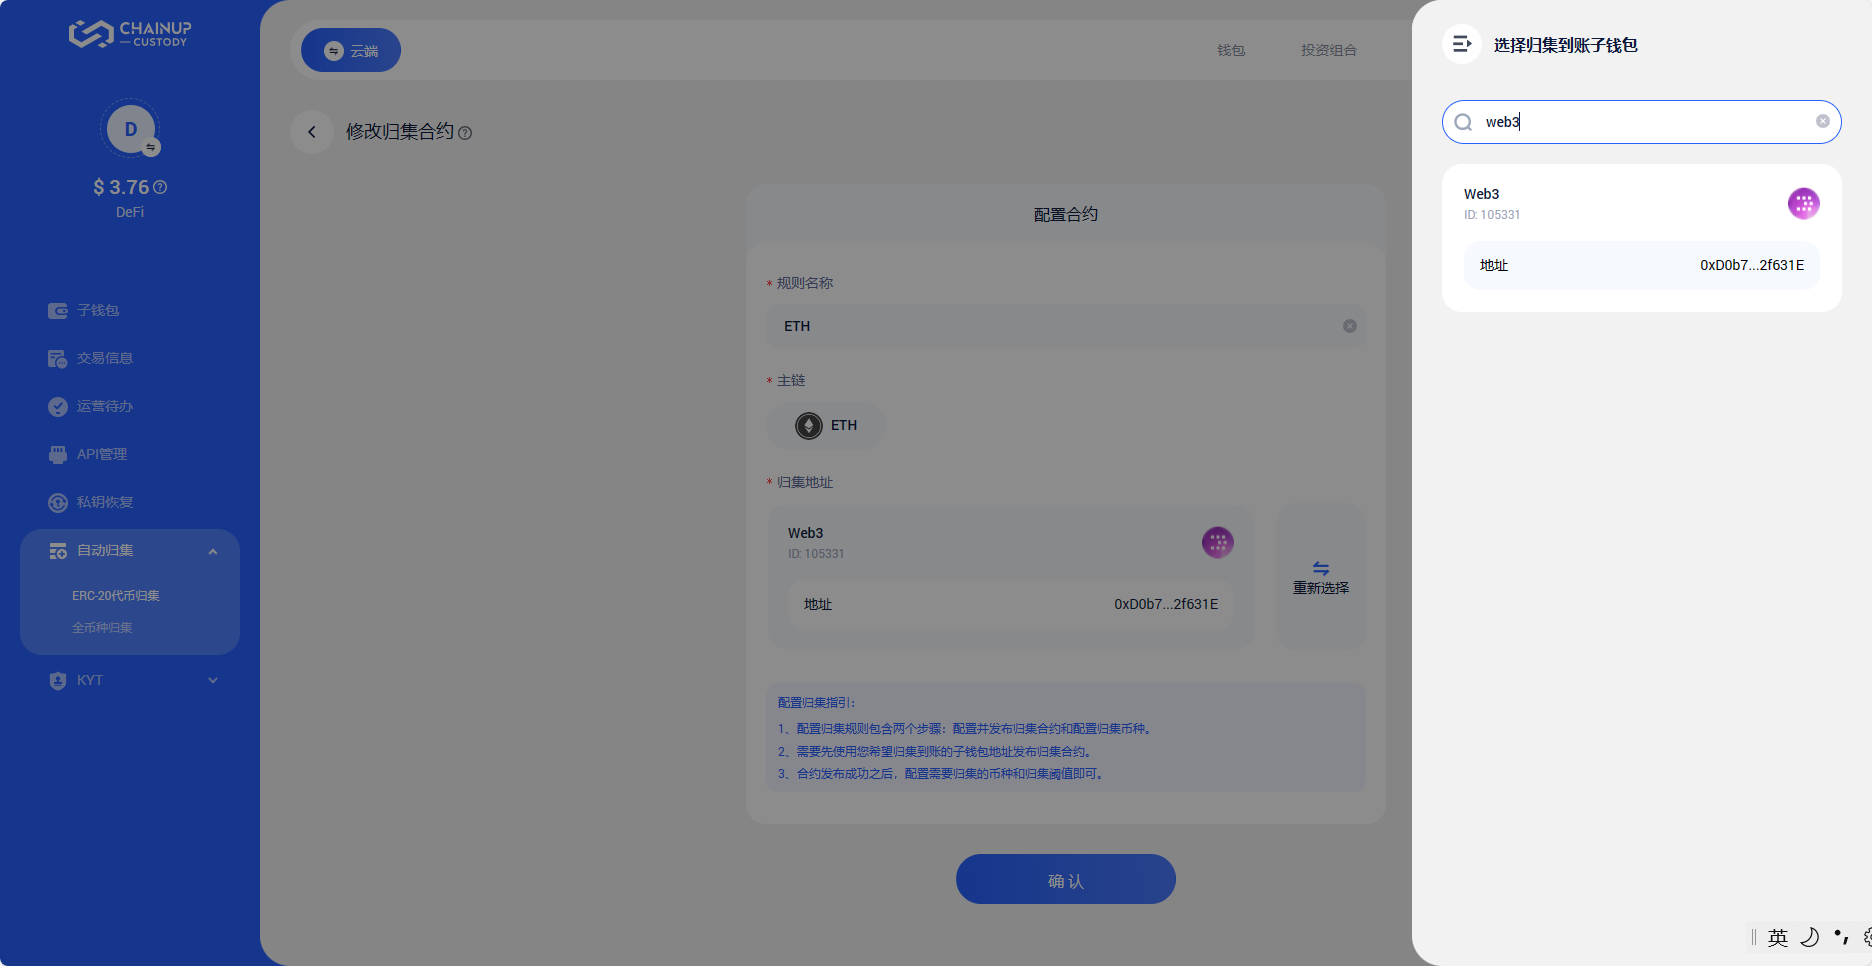 CHAINUP
CUSTODY
D
$ 3.76
DeFi
子钱包
交易信息
运营待办
API管理
私钥恢复
自动归集
ERC-20代币归集
全币种归集
KYT
云端
钱包
投资组合
修改归集合约
配置合约
* 规则名称
ETH
* 主链
ETH
* 归集地址
Web3
ID: 105331
地址
0xD0b7...2f631E
重新选择
配置归集指引：
1、配置归集规则包含两个步骤：配置并发布归集合约和配置归集币种。
2、需要先使用您希望归集到账的子钱包地址发布归集合约。
3、合约发布成功之后，配置需要归集的币种和归集阈值即可。
确 认
选择归集到账子钱包
web3
Web3
ID: 105331
地址
0xD0b7...2f631E
英